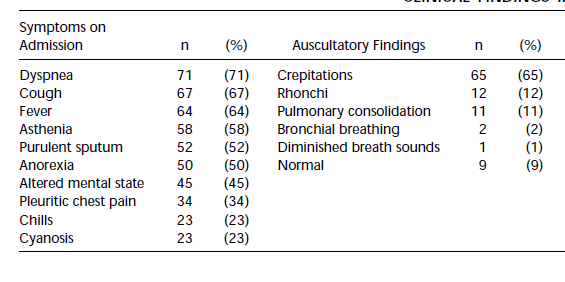 Symptoms on
Admission n (%) Auscultatory Findings n (%)
Dyspnea 71 (71) Crepitations 65 (65)
Cough 67 (67) Rhonchi 12 (12)
Fever 64 (64) Pulmonary consolidation 11 (11)
Asthenia 58 (58) Bronchial breathing 2 (2)
Purulent sputum 52 (52) Diminished breath sounds 1 (1)
Anorexia 50 (50) Normal 9 (9)
Altered mental state 45 (45)
Pleuritic chest pain 34 (34)
Chills 23 (23)
Cyanosis 23 (23)